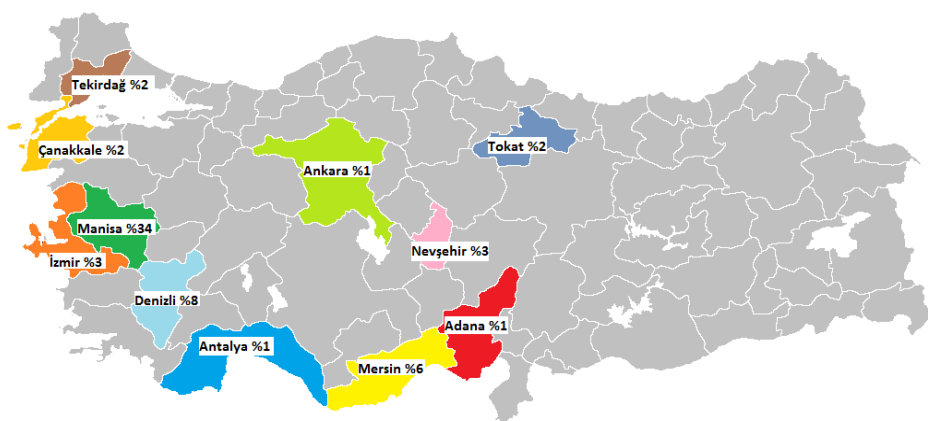 Tekirdağ %2
Çanakkale %2
Tokat %2
Ankara %1
Manisa %34
Nevşehir %3
İzmir %3
Denizli %8
Adana %1
Antalya %1
Mersin %6